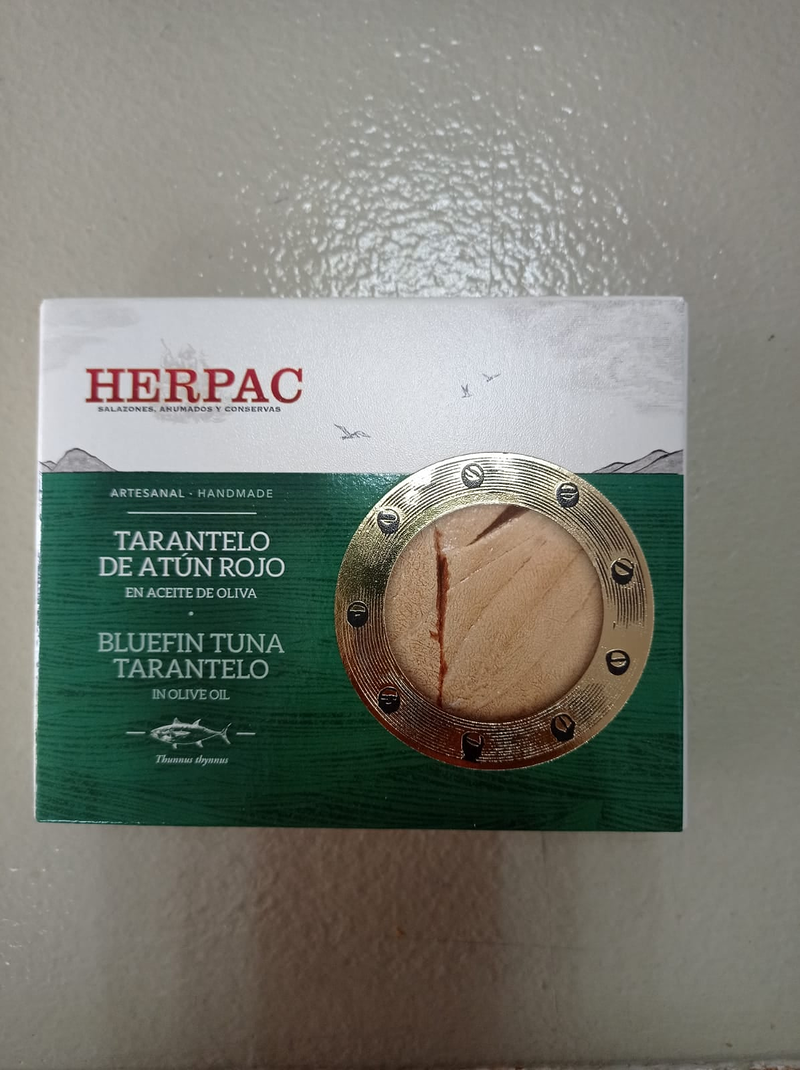 HERPAC
SALAZONES, AHUMADOS Y CONSERVAS
ARTESANAL · HANDMADE
TARANTELO
DE ATÚN ROJO
EN ACEITE DE OLIVA
BLUEFIN TUNA
TARANTELO
IN OLIVE OIL
Thunnus thynnus